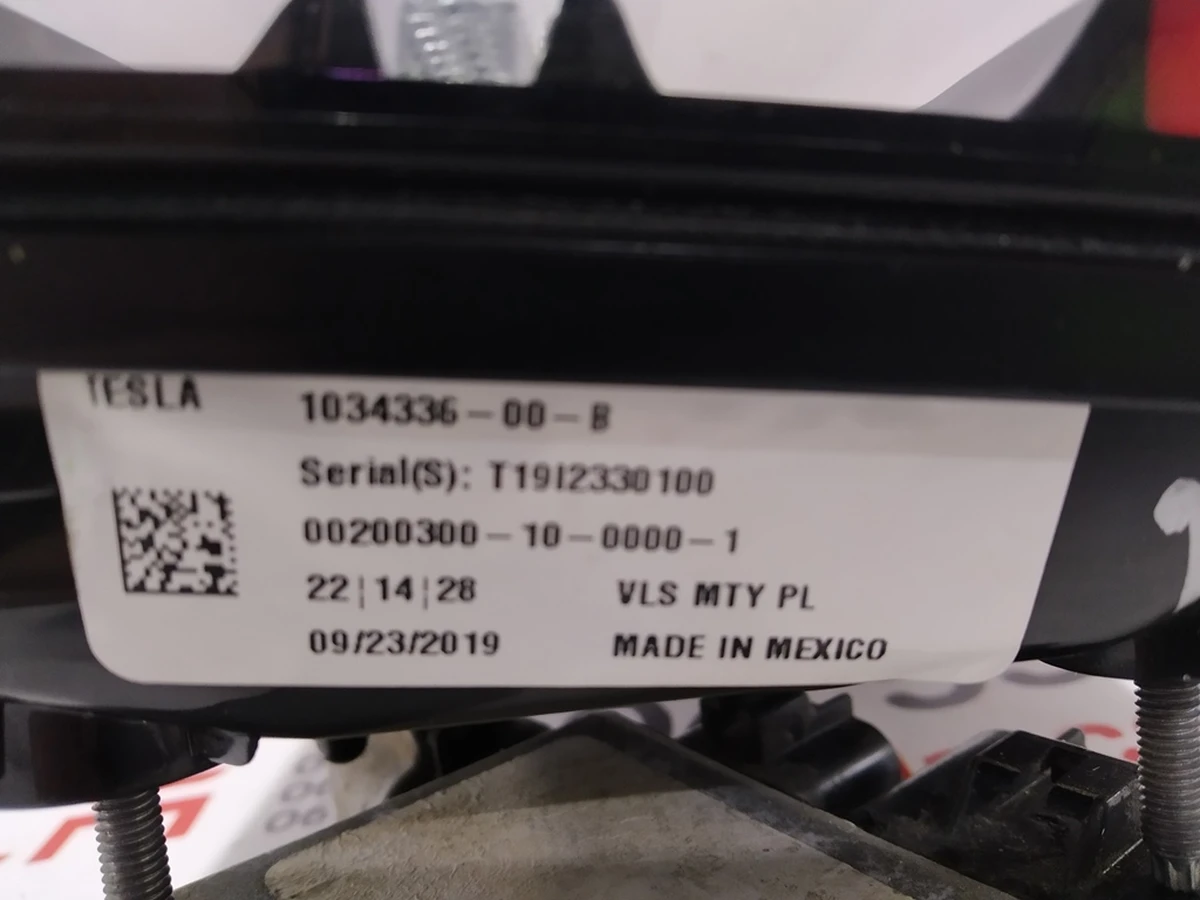 TESLA
1034336-00-B
Serial(S): T19I2330100
00200300-10-0000-1
22|14|28 VLS MTY PL
09/23/2019 MADE IN MEXICO